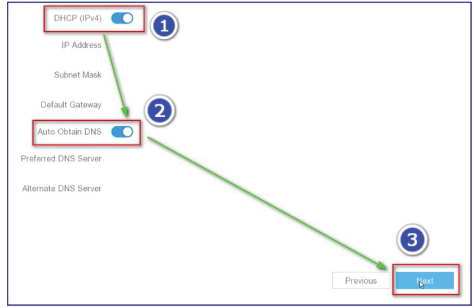 DHCP (IPv4)
1
IP Address
Subnet Mask
Default Gateway
2
Auto Obtain DNS
Preferred DNS Server
Alternate DNS Server
3
Previous
Next